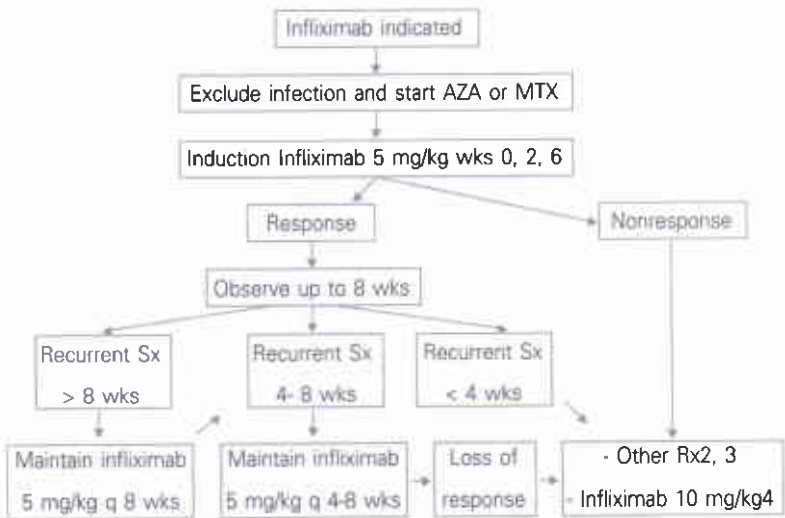 Infliximab indicated
Exclude infection and start AZA or MTX
Induction Infliximab 5 mg/kg wks 0, 2, 6
Response
Nonresponse
Observe up to 8 wks
Recurrent Sx
> 8 wks
Recurrent Sx
4- 8 wks
Recurrent Sx
< 4 wks
Maintain infliximab
5 mg/kg q 8 wks
Maintain infliximab
5 mg/kg q 4-8 wks
Loss of
response
- Other Rx2, 3
- Infliximab 10 mg/kg4